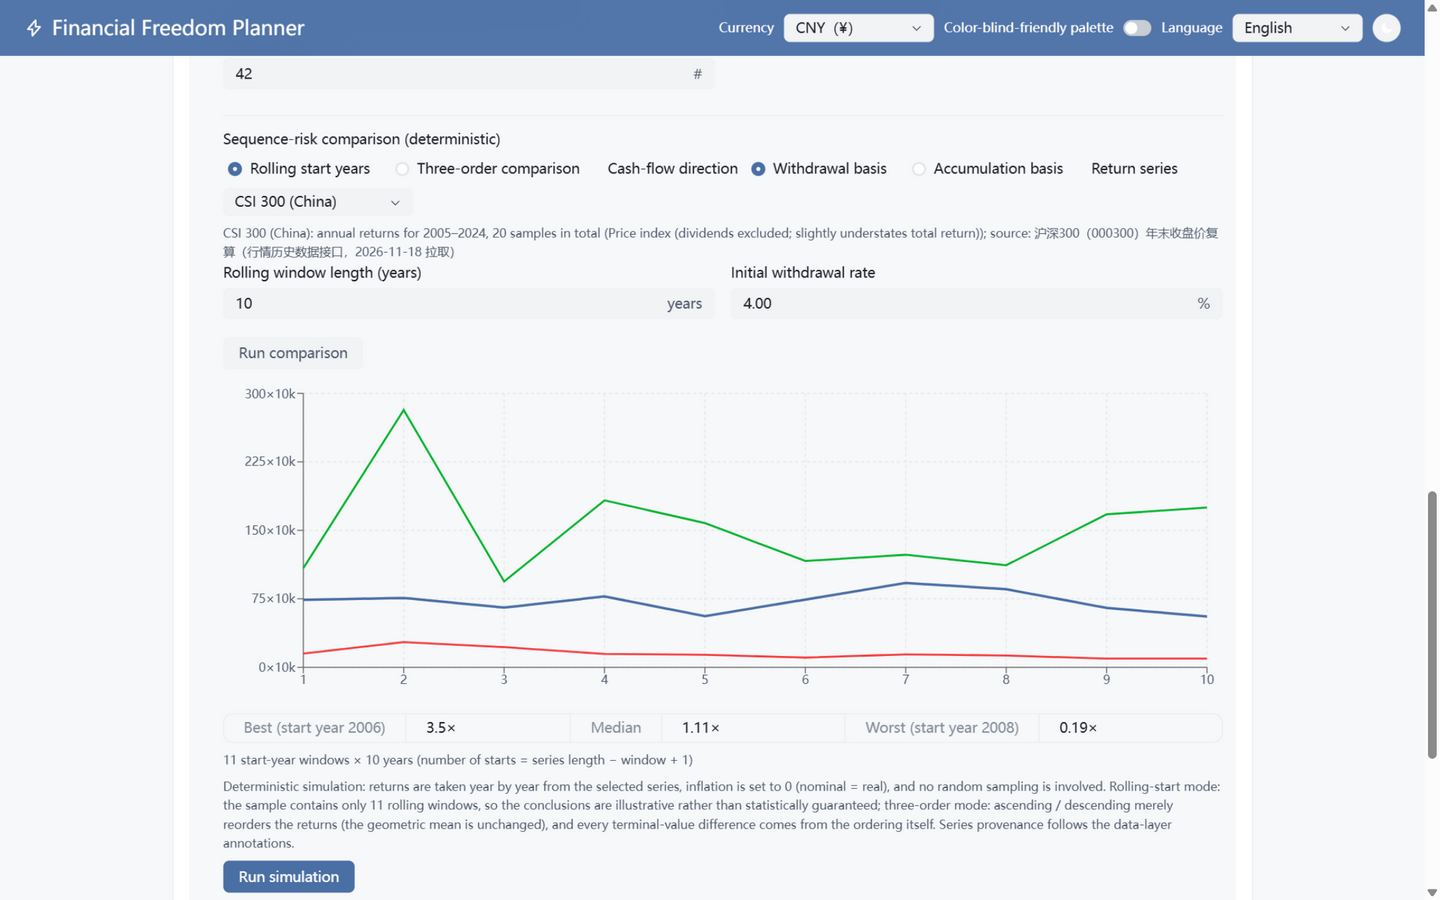 Financial Freedom Planner
Currency
CNY (¥)
Color-blind-friendly palette
Language
English
42
#
Sequence-risk comparison (deterministic)
Rolling start years
Three-order comparison
Cash-flow direction
Withdrawal basis
Accumulation basis
Return series
CSI 300 (China)
CSI 300 (China): annual returns for 2005–2024, 20 samples in total (Price index (dividends excluded; slightly understates total return)); source: 沪深300（000300）年末收盘价复
算（行情历史数据接口，2026-11-18 拉取）
Rolling window length (years)
Initial withdrawal rate
10
years
4.00
%
Run comparison
300×10k
225×10k
150×10k
75×10k
0×10k
1
2
3
4
5
6
7
8
9
10
Best (start year 2006)
3.5×
Median
1.11×
Worst (start year 2008)
0.19×
11 start-year windows × 10 years (number of starts = series length − window + 1)
Deterministic simulation: returns are taken year by year from the selected series, inflation is set to 0 (nominal = real), and no random sampling is involved. Rolling-start mode:
the sample contains only 11 rolling windows, so the conclusions are illustrative rather than statistically guaranteed; three-order mode: ascending / descending merely
reorders the returns (the geometric mean is unchanged), and every terminal-value difference comes from the ordering itself. Series provenance follows the data-layer
annotations.
Run simulation